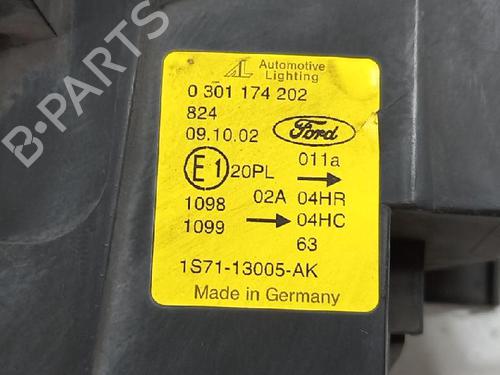 B-PARTS
AL Automotive
Lighting
0 301 174 202
824
09.10.02
Ford
E1 20PL
011a
02A 04HR
1098
1099 04HC
63
1S71-13005-AK
Made in Germany